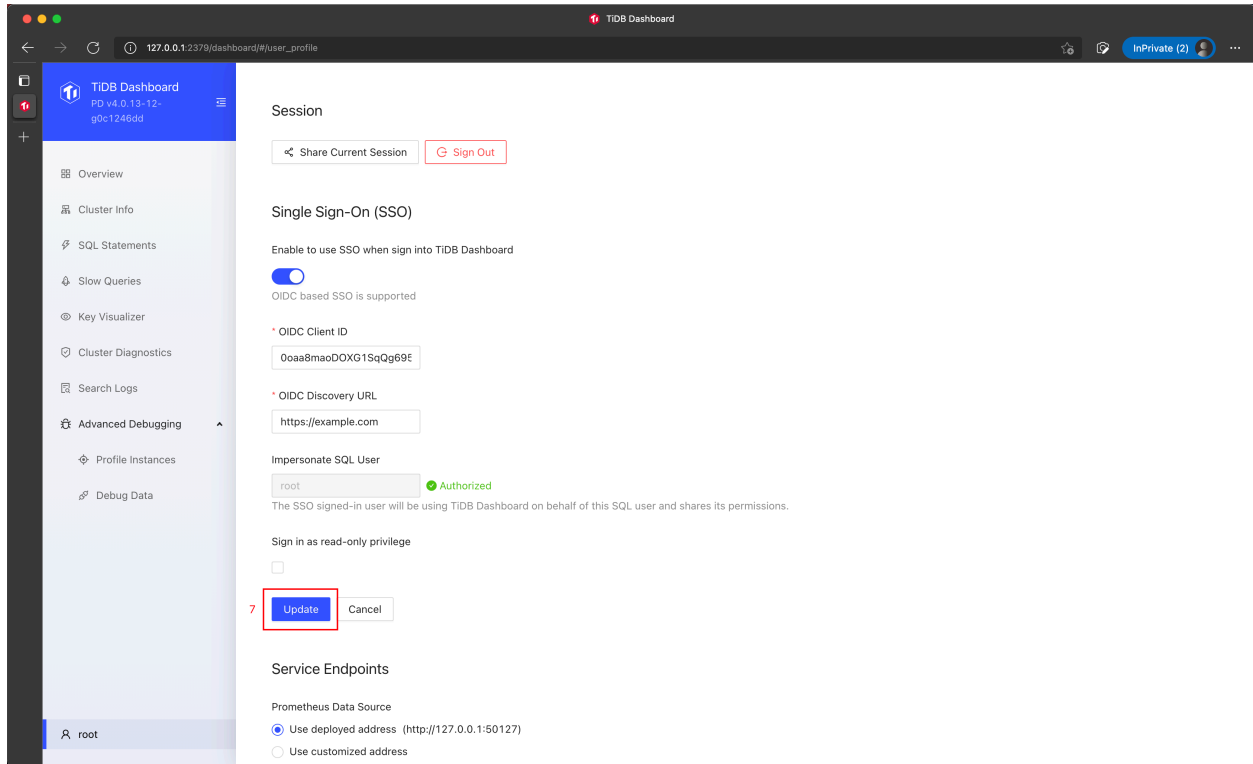 TiDB Dashboard
127.0.0.1:2379/dashboard/#/user_profile
InPrivate (2)
TiDB Dashboard
PD v4.0.13-12-
g0c1246dd
Overview
Cluster Info
SQL Statements
Slow Queries
Key Visualizer
Cluster Diagnostics
Search Logs
Advanced Debugging
Profile Instances
Debug Data
root
Session
Share Current Session
Sign Out
Single Sign-On (SSO)
Enable to use SSO when sign into TiDB Dashboard
OIDC based SSO is supported
* OIDC Client ID
0oaa8maoDOXG1SqQg695
* OIDC Discovery URL
https://example.com
Impersonate SQL User
root Authorized
The SSO signed-in user will be using TiDB Dashboard on behalf of this SQL user and shares its permissions.
Sign in as read-only privilege
7 Update Cancel
Service Endpoints
Prometheus Data Source
Use deployed address (http://127.0.0.1:50127)
Use customized address